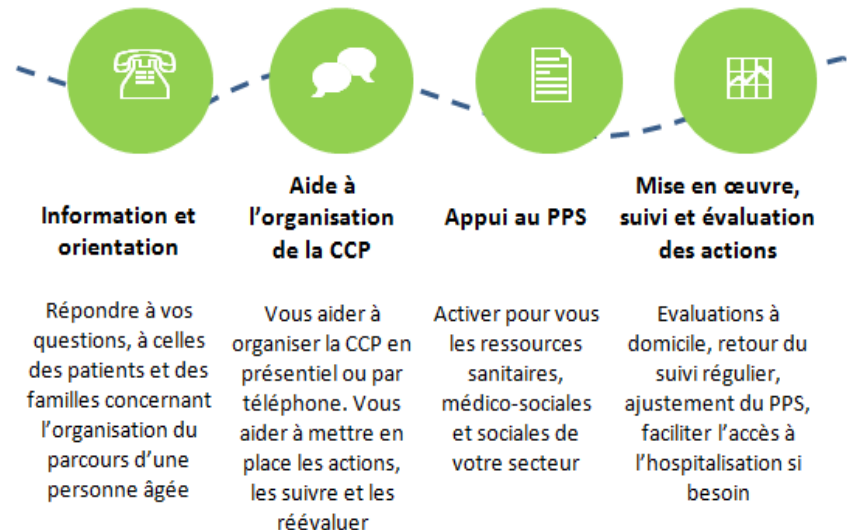 Information et
orientation
Répondre à vos
questions, à celles
des patients et des
familles concernant
l'organisation du
parcours d'une
personne âgée
Aide à
l'organisation
de la CCP
Vous aider à
organiser la CCP en
présentiel ou par
téléphone. Vous
aider à mettre en
place les actions,
les suivre et les
réévaluer
Appui au PPS
Activer pour vous
les ressources
sanitaires,
médico-sociales
et sociales de
votre secteur
Mise en œuvre,
suivi et évaluation
des actions
Evaluations à
domicile, retour du
suivi régulier,
ajustement du PPS,
faciliter l'accès à
l'hospitalisation si
besoin